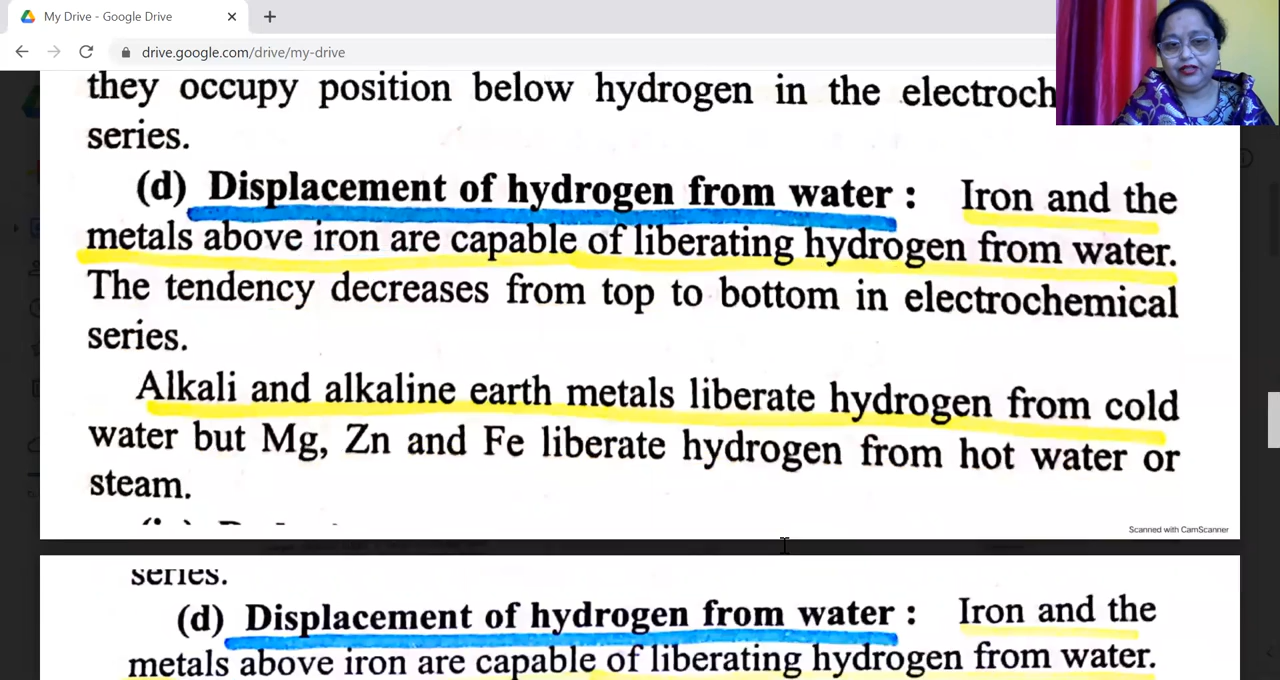 My Drive - Google Drive
drive.google.com/drive/my-drive
they occupy position below hydrogen in the electroch
series.
(d) Displacement of hydrogen from water : Iron and the
metals above iron are capable of liberating hydrogen from water.
The tendency decreases from top to bottom in electrochemical
series.
Alkali and alkaline earth metals liberate hydrogen from cold
water but Mg, Zn and Fe liberate hydrogen from hot water or
steam.
Scanned with CamScanner
series.
(d) Displacement of hydrogen from water : Iron and the
metals above iron are capable of liberating hydrogen from water.